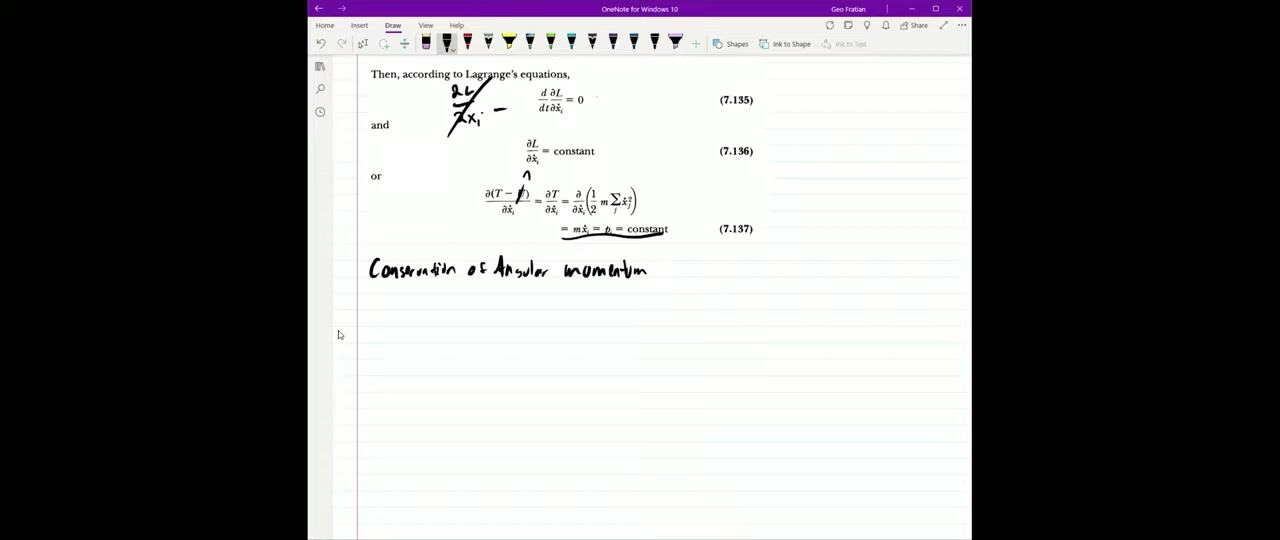 OneNote for Windows 10
Geo Fratian
Home Insert Draw View Help
Share
Shapes Ink to Shape Ink to Text
Then, according to Lagrange's equations,
∂L/∂xᵢ − d/dt ∂L/∂ẋᵢ = 0 (7.135)
and
∂L/∂ẋᵢ = constant (7.136)
or
∂(T − U)/∂ẋᵢ = ∂T/∂ẋᵢ = ∂/∂ẋᵢ (1/2 m ∑ⱼ ẋⱼ²)
= mẋᵢ = pᵢ = constant (7.137)
Conservation of Angular momentum